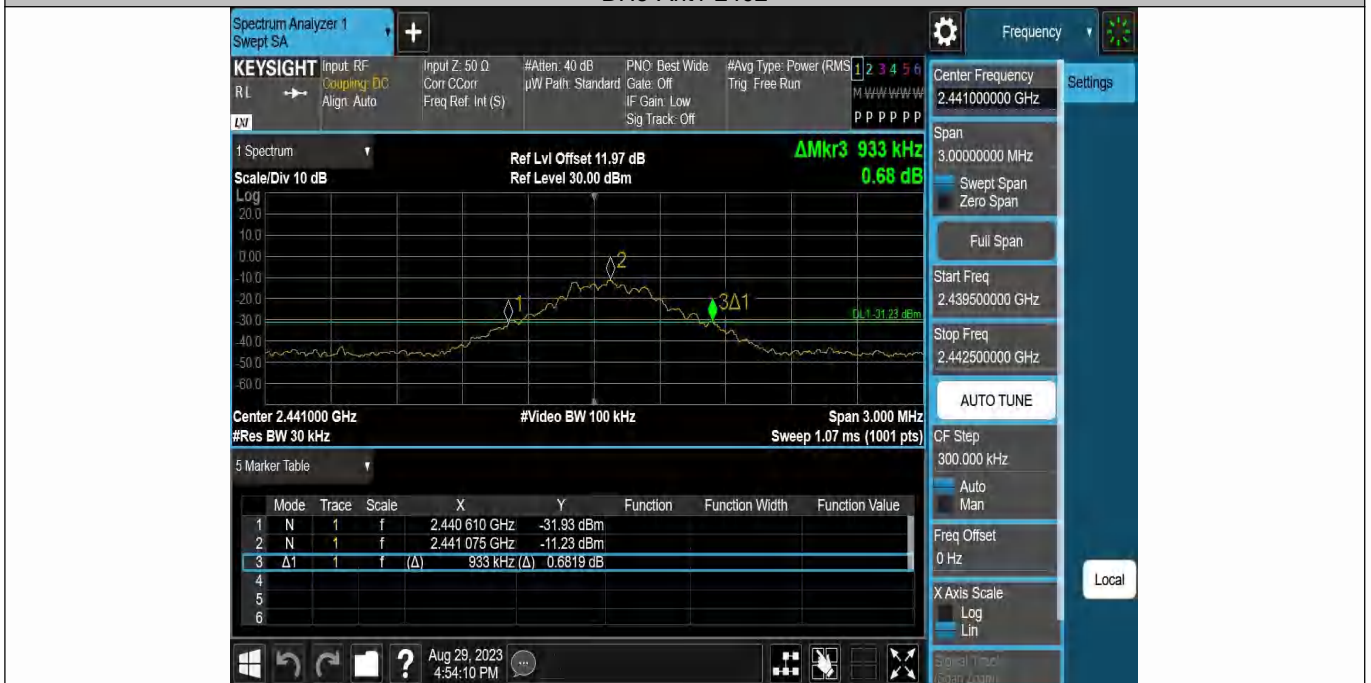 Spectrum Analyzer 1
Swept SA
+
Frequency
KEYSIGHT
RL
LXI
Input: RF
Coupling: DC
Align: Auto
Input Z: 50 Ω
Corr CCorr
Freq Ref: Int (S)
#Atten: 40 dB
µW Path: Standard
PNO: Best Wide
Gate: Off
IF Gain: Low
Sig Track: Off
#Avg Type: Power (RMS
Trig: Free Run
1 2 3 4 5 6
M W W W W W
P P P P P P
1 Spectrum
Scale/Div 10 dB
Ref Lvl Offset 11.97 dB
Ref Level 30.00 dBm
ΔMkr3 933 kHz
0.68 dB
Log
20.0
10.0
0.00
-10.0
-20.0
-30.0
-40.0
-50.0
-60.0
1
2
3Δ1
DL1 -31.23 dBm
Center 2.441000 GHz
#Video BW 100 kHz
Span 3.000 MHz
#Res BW 30 kHz
Sweep 1.07 ms (1001 pts)
5 Marker Table
Mode Trace Scale X Y Function Function Width Function Value
1 N 1 f 2.440 610 GHz -31.93 dBm
2 N 1 f 2.441 075 GHz -11.23 dBm
3 Δ1 1 f (Δ) 933 kHz (Δ) 0.6819 dB
4
5
6
?
Aug 29, 2023
4:54:10 PM
Center Frequency
2.441000000 GHz
Settings
Span
3.00000000 MHz
Swept Span
Zero Span
Full Span
Start Freq
2.439500000 GHz
Stop Freq
2.442500000 GHz
AUTO TUNE
CF Step
300.000 kHz
Auto
Man
Freq Offset
0 Hz
X Axis Scale
Log
Lin
Signal Track
(Span Zoom)
Local